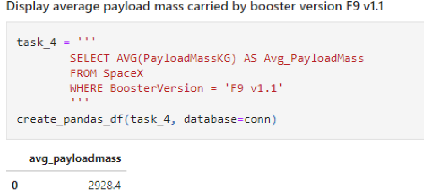 Display average payload mass carried by booster version F9 v1.1
task_4 = '''
SELECT AVG(PayloadMassKG) AS Avg_PayloadMass
FROM SpaceX
WHERE BoosterVersion = 'F9 v1.1'
'''
create_pandas_df(task_4, database=conn)
avg_payloadmass
0 2928.4